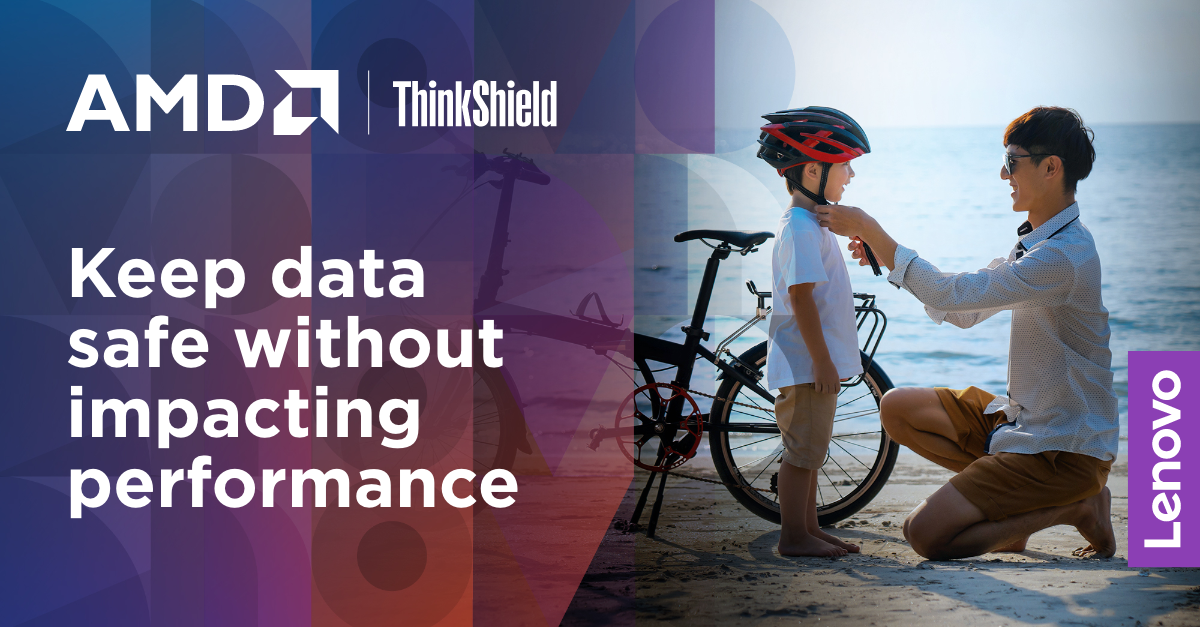 AMD ThinkShield
Keep data
safe without
impacting
performance
Lenovo